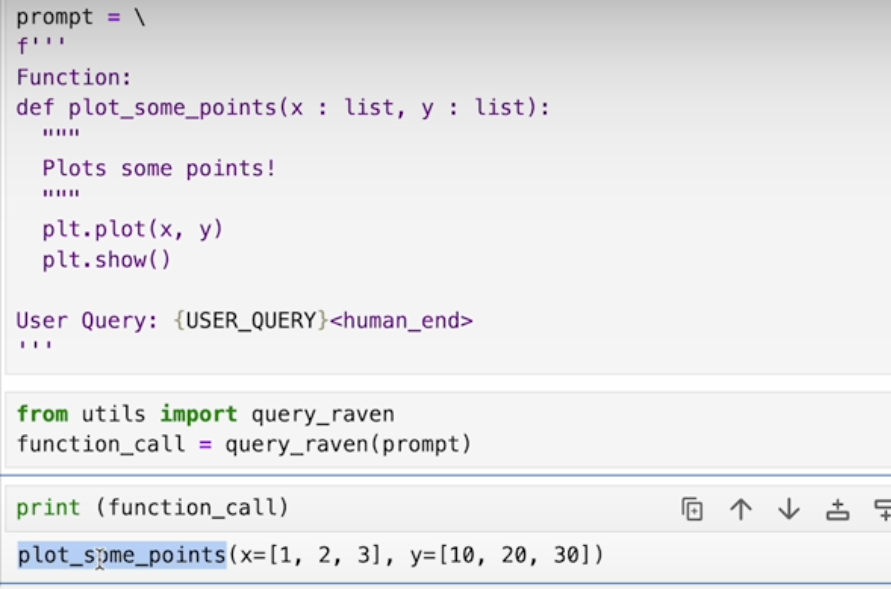 prompt = \
f'''
Function:
def plot_some_points(x : list, y : list):
  """
  Plots some points!
  """
  plt.plot(x, y)
  plt.show()

User Query: {USER_QUERY}<human_end>
'''
from utils import query_raven
function_call = query_raven(prompt)
print (function_call)
plot_some_points(x=[1, 2, 3], y=[10, 20, 30])